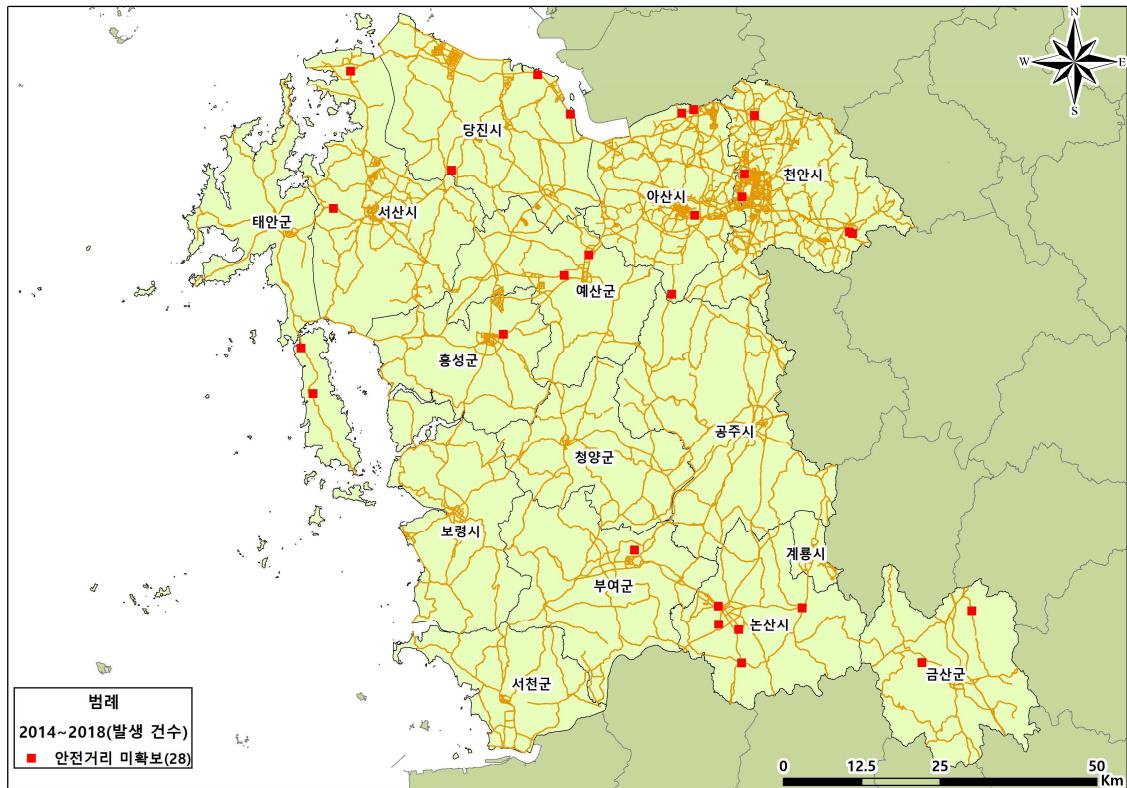 N
W E
S
당진시
천안시
아산시
서산시
태안군
예산군
홍성군
공주시
청양군
보령시
계룡시
부여군
논산시
금산군
서천군
범례
2014~2018(발생 건수)
안전거리 미확보(28)
0 12.5 25 50
Km